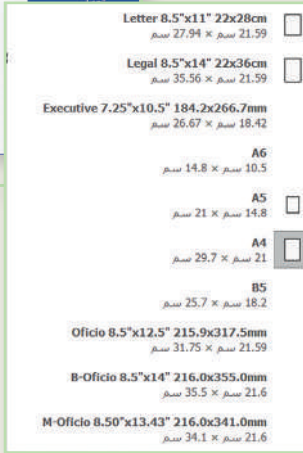 Letter 8.5"x11" 22x28cm
21.59 سم × 27.94 سم
Legal 8.5"x14" 22x36cm
21.59 سم × 35.56 سم
Executive 7.25"x10.5" 184.2x266.7mm
18.42 سم × 26.67 سم
A6
10.5 سم × 14.8 سم
A5
14.8 سم × 21 سم
A4
21 سم × 29.7 سم
B5
18.2 سم × 25.7 سم
Oficio 8.5"x12.5" 215.9x317.5mm
21.59 سم × 31.75 سم
B-Oficio 8.5"x14" 216.0x355.0mm
21.6 سم × 35.5 سم
M-Oficio 8.50"x13.43" 216.0x341.0mm
21.6 سم × 34.1 سم